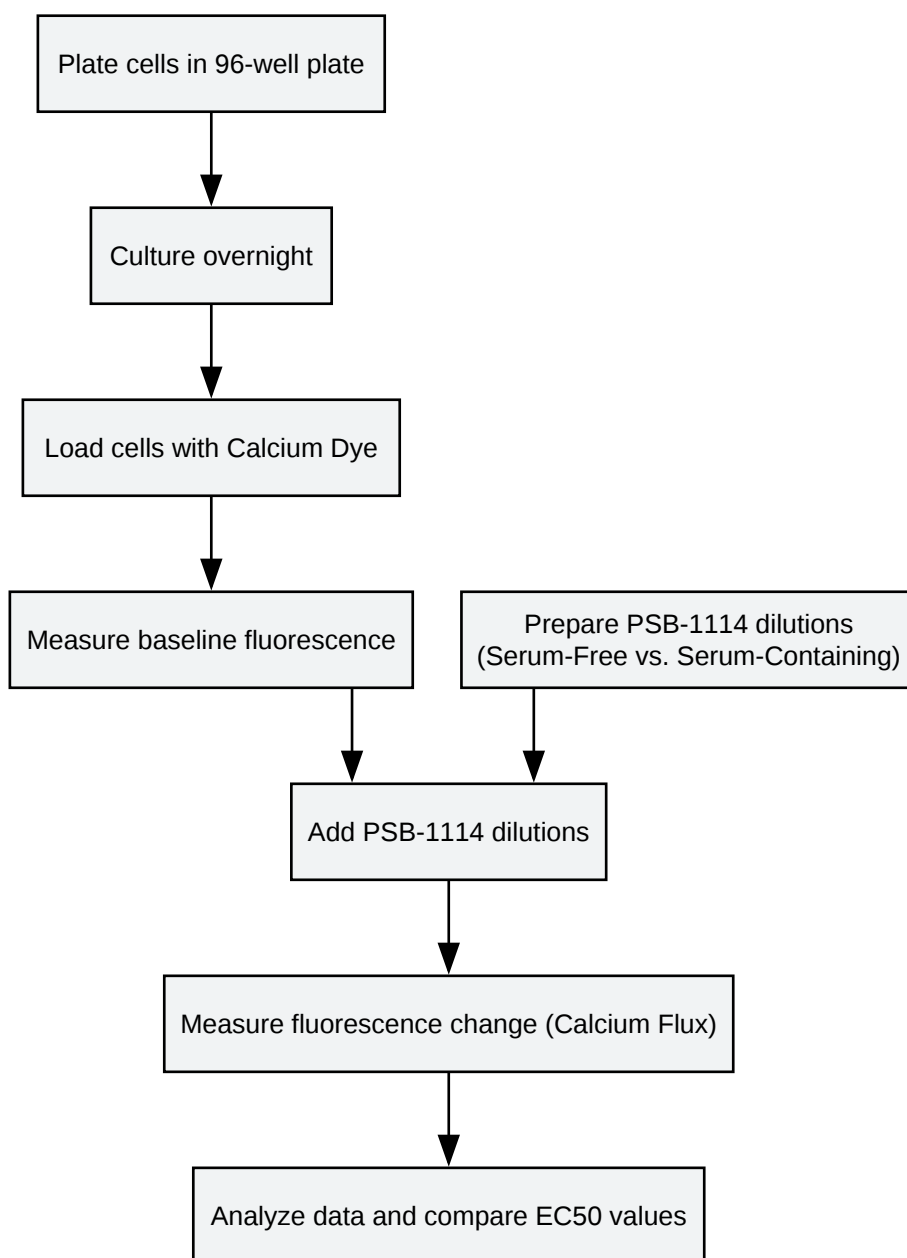 Plate cells in 96-well plate
Culture overnight
Load cells with Calcium Dye
Measure baseline fluorescence
Prepare PSB-1114 dilutions
(Serum-Free vs. Serum-Containing)
Add PSB-1114 dilutions
Measure fluorescence change (Calcium Flux)
Analyze data and compare EC50 values